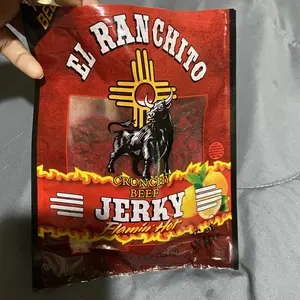 EL RANCHITO
CRUNCHY
BEEF
JERKY
Flamin Hot